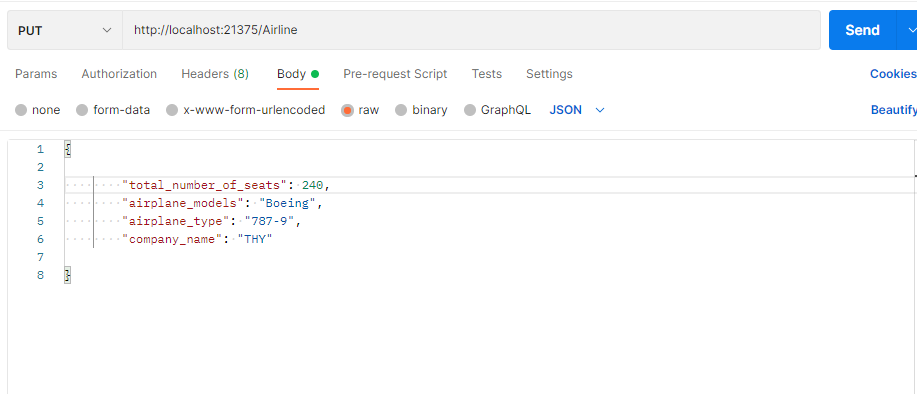 PUT http://localhost:21375/Airline Send
Params Authorization Headers (8) Body Pre-request Script Tests Settings Cookies
none form-data x-www-form-urlencoded raw binary GraphQL JSON Beautify
1 {
2
3 "total_number_of_seats": 240,
4 "airplane_models": "Boeing",
5 "airplane_type": "787-9",
6 "company_name": "THY"
7
8 }